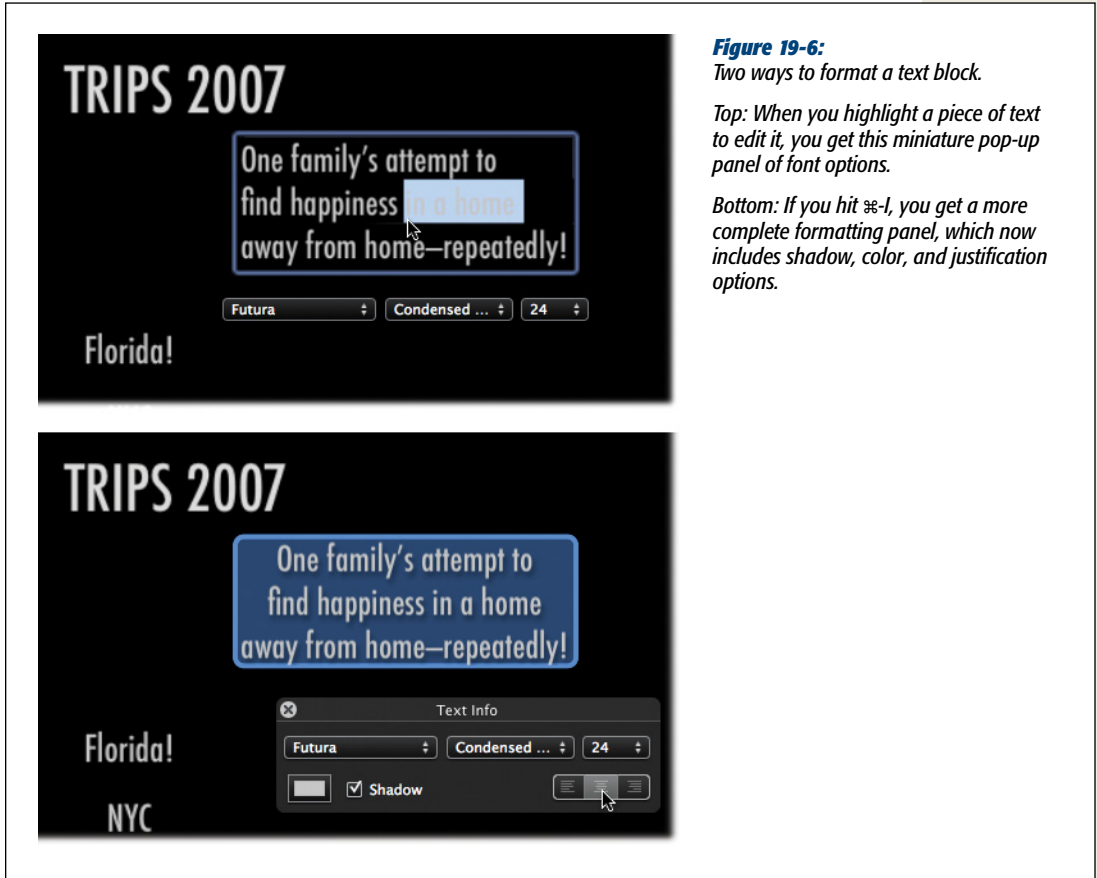 TRIPS 2007
One family’s attempt to
find happiness in a home
away from home—repeatedly!
Futura Condensed ... 24
Florida!
TRIPS 2007
One family’s attempt to
find happiness in a home
away from home—repeatedly!
Text Info
Futura Condensed ... 24
Shadow
Florida!
NYC
Figure 19-6:
Two ways to format a text block.
Top: When you highlight a piece of text
to edit it, you get this miniature pop-up
panel of font options.
Bottom: If you hit ⌘-I, you get a more
complete formatting panel, which now
includes shadow, color, and justification
options.